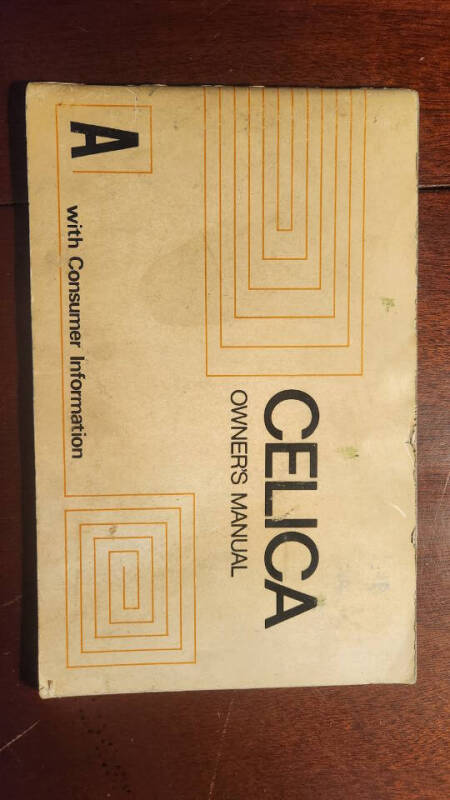 CELICA
OWNER'S MANUAL
A
with Consumer Information